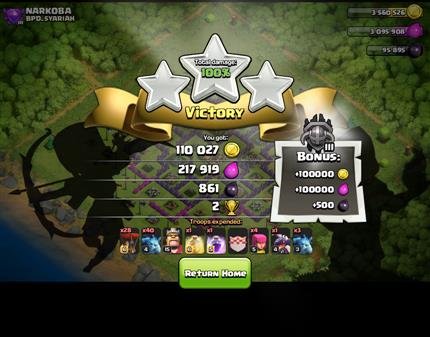 NARKOBA
BPD.SYARIAH
3 560 526
3 095 908
95 895
Total damage:
100%
Victory
You got:
110 027
217 919
861
2
III
Bonus:
+100000
+100000
+500
Troops expended:
x28 x40 x1 x1 x4 x1 x3
Return Home